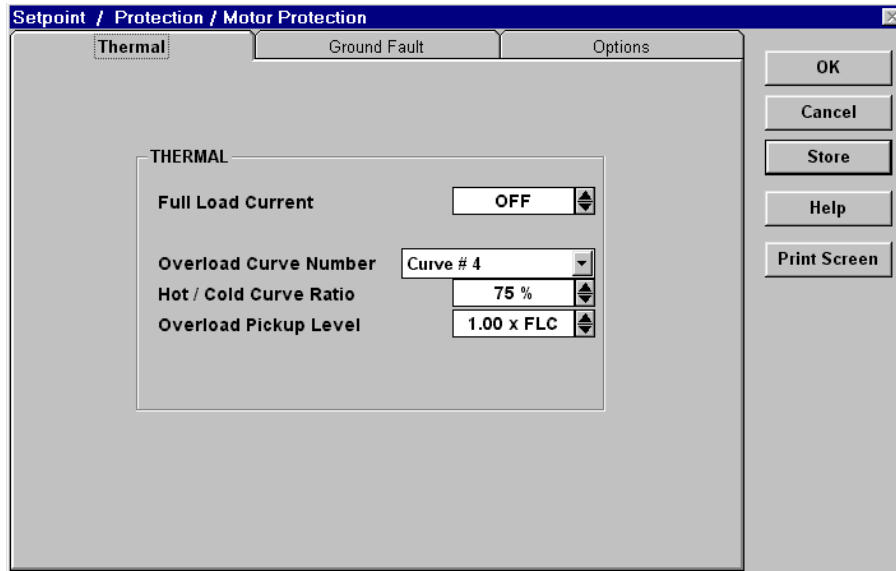 Setpoint / Protection / Motor Protection
Thermal
Ground Fault
Options
THERMAL
Full Load Current OFF
Overload Curve Number Curve # 4
Hot / Cold Curve Ratio 75 %
Overload Pickup Level 1.00 x FLC
OK
Cancel
Store
Help
Print Screen